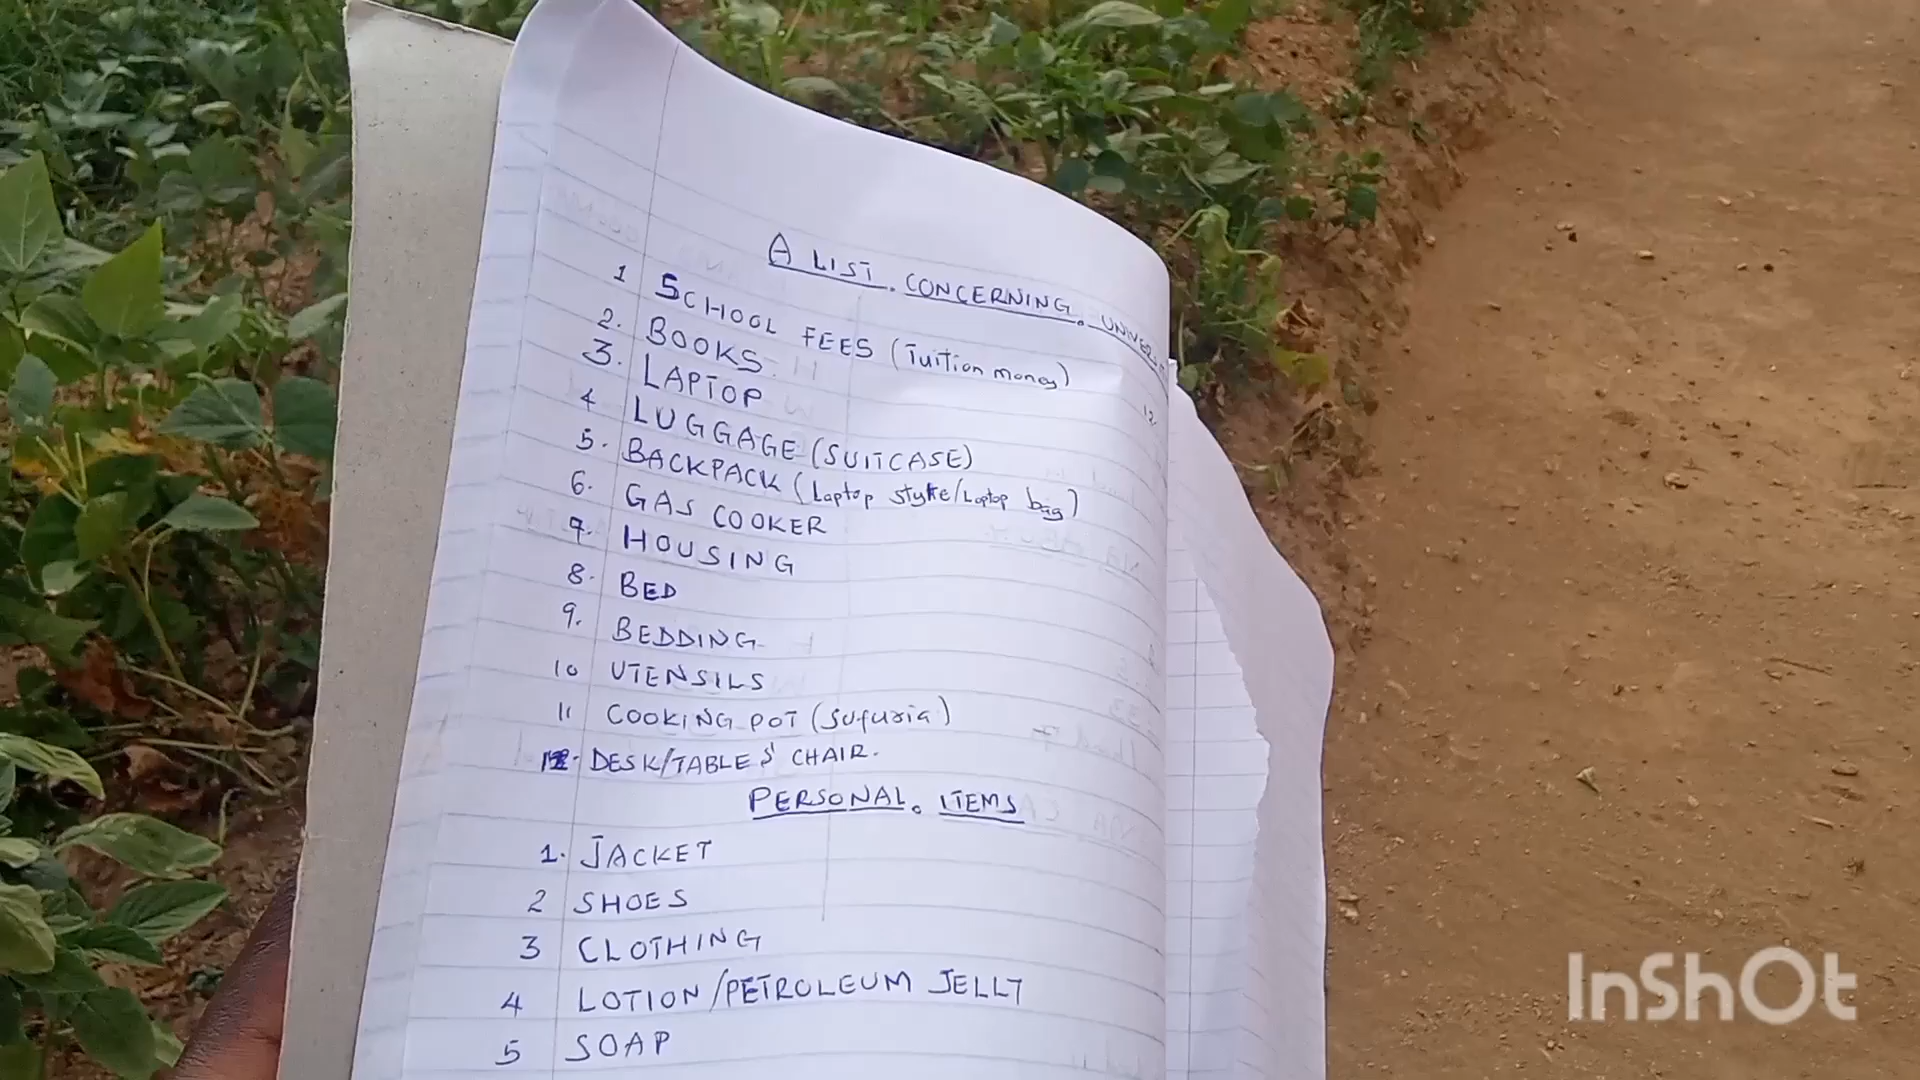 A LIST. CONCERNING.
1 SCHOOL FEES (Tuition money)
2. BOOKS
3. LAPTOP
4 LUGGAGE (SUITCASE)
5. BACKPACK (Laptop style/Laptop bag)
6. GAS COOKER
7. HOUSING
8. BED
9. BEDDING
10 UTENSILS
11 COOKING POT (Sufuria)
12. DESK/TABLE & CHAIR.
PERSONAL. ITEMS
1. JACKET
2 SHOES
3 CLOTHING
4 LOTION/PETROLEUM JELLY
5 SOAP
InShOt